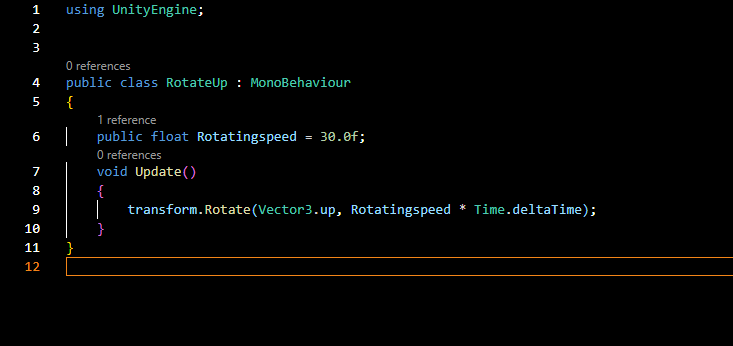 1 using UnityEngine;
2
3
0 references
4 public class RotateUp : MonoBehaviour
5 {
1 reference
6 public float Rotatingspeed = 30.0f;
0 references
7 void Update()
8 {
9 transform.Rotate(Vector3.up, Rotatingspeed * Time.deltaTime);
10 }
11 }
12